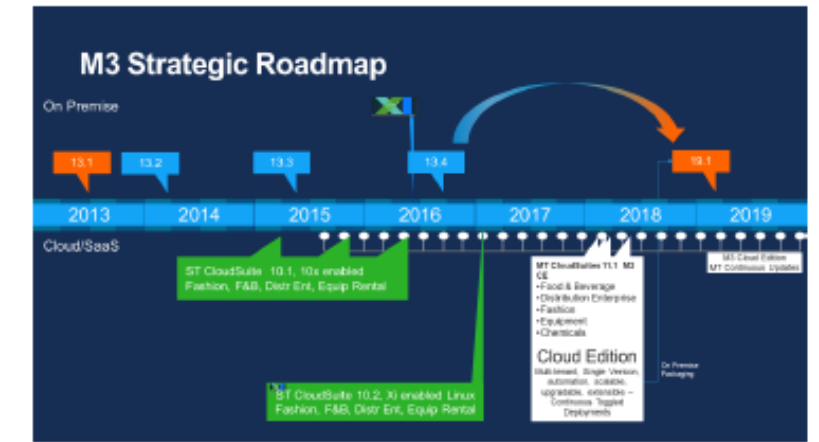 M3 Strategic Roadmap
On Premise
XI
13.1
13.2
13.3
13.4
19.1
2013
2014
2015
2016
2017
2018
2019
Cloud/SaaS
ST CloudSuite 10.1, 10x enabled
Fashion, F&B, Distr Ent, Equip Rental
MT CloudSuites 11.1 M3
CE
•Food & Beverage
•Distribution Enterprise
•Fashion
•Equipment
•Chemicals
Cloud Edition
Multi-tenant, Single Version,
automation, scalable,
upgradable, extensible –
Continuous Toggled
Deployments
M3 Cloud Edition
MT Continuous Updates
On Premise
Packaging
ST CloudSuite 10.2, Xi enabled Linux
Fashion, F&B, Distr Ent, Equip Rental